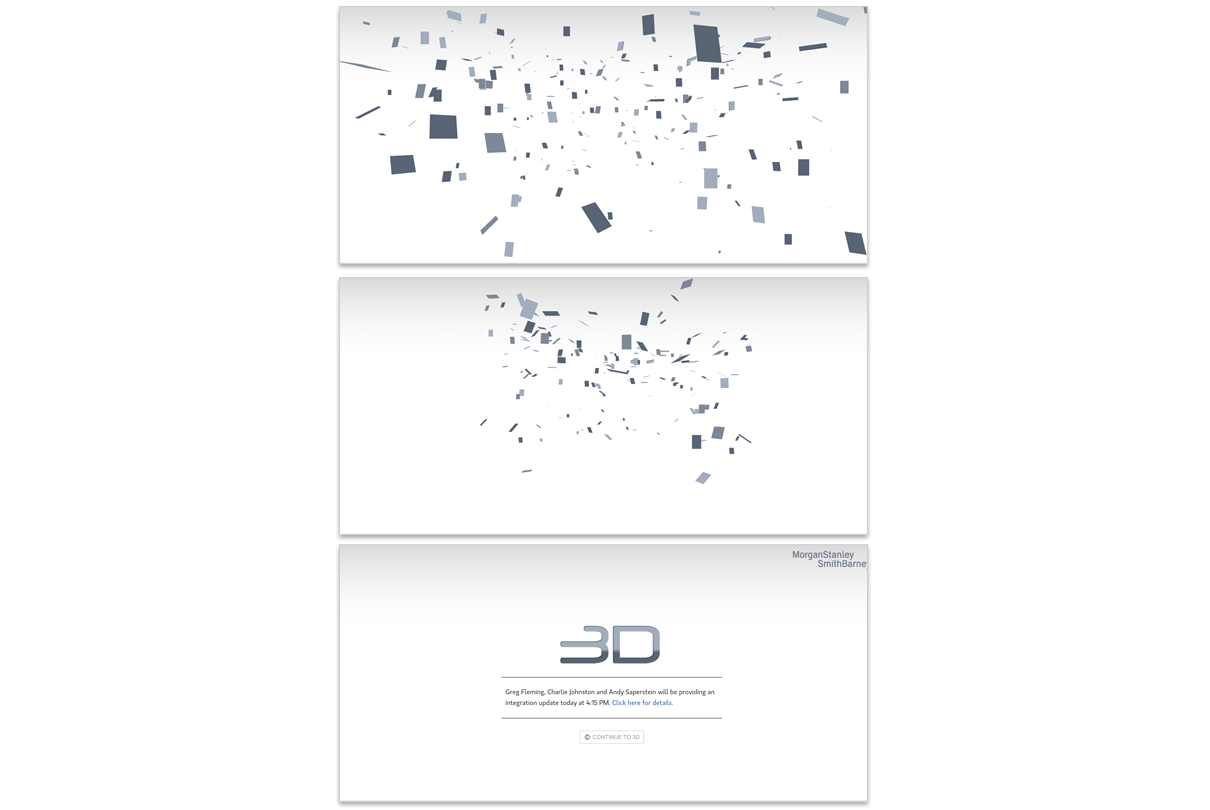 MorganStanley
SmithBarney
3D
Greg Fleming, Charlie Johnston and Andy Saperstein will be providing an
integration update today at 4:15 PM. Click here for details.
CONTINUE TO 3D